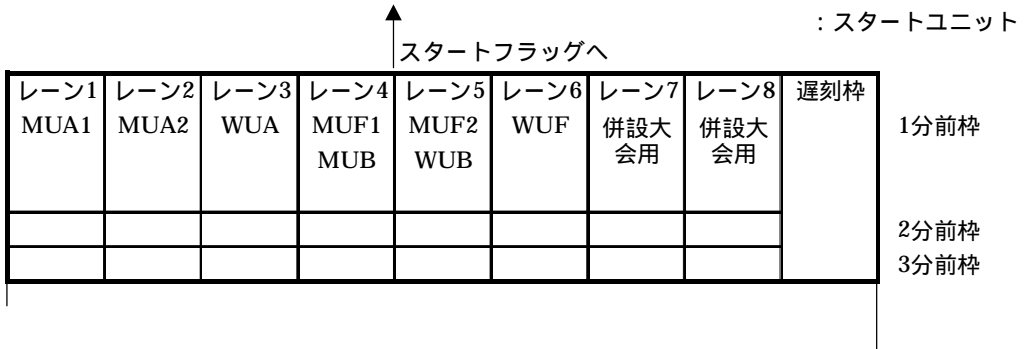 ：スタートユニット
スタートフラッグへ
レーン1 レーン2 レーン3 レーン4 レーン5 レーン6 レーン7 レーン8 遅刻枠
MUA1 MUA2 WUA MUF1 MUF2 WUF 併設大 併設大 1分前枠
MUB WUB 会用 会用
2分前枠
3分前枠